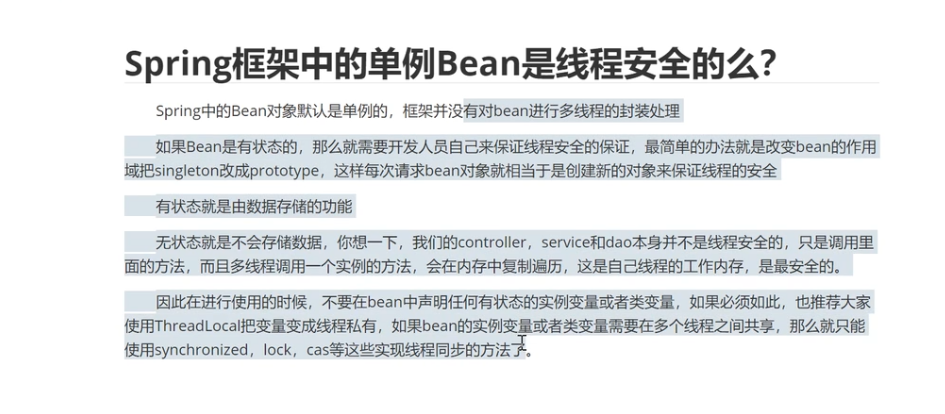 Spring框架中的单例Bean是线程安全的么？
Spring中的Bean对象默认是单例的，框架并没有对bean进行多线程的封装处理
如果Bean是有状态的，那么就需要开发人员自己来保证线程安全的保证，最简单的办法就是改变bean的作用
域把singleton改成prototype，这样每次请求bean对象就相当于是创建新的对象来保证线程的安全
有状态就是由数据存储的功能
无状态就是不会存储数据，你想一下，我们的controller，service和dao本身并不是线程安全的，只是调用里
面的方法，而且多线程调用一个实例的方法，会在内存中复制遍历，这是自己线程的工作内存，是最安全的。
因此在进行使用的时候，不要在bean中声明任何有状态的实例变量或者类变量，如果必须如此，也推荐大家
使用ThreadLocal把变量变成线程私有，如果bean的实例变量或者类变量需要在多个线程之间共享，那么就只能
使用synchronized，lock，cas等这些实现线程同步的方法了。